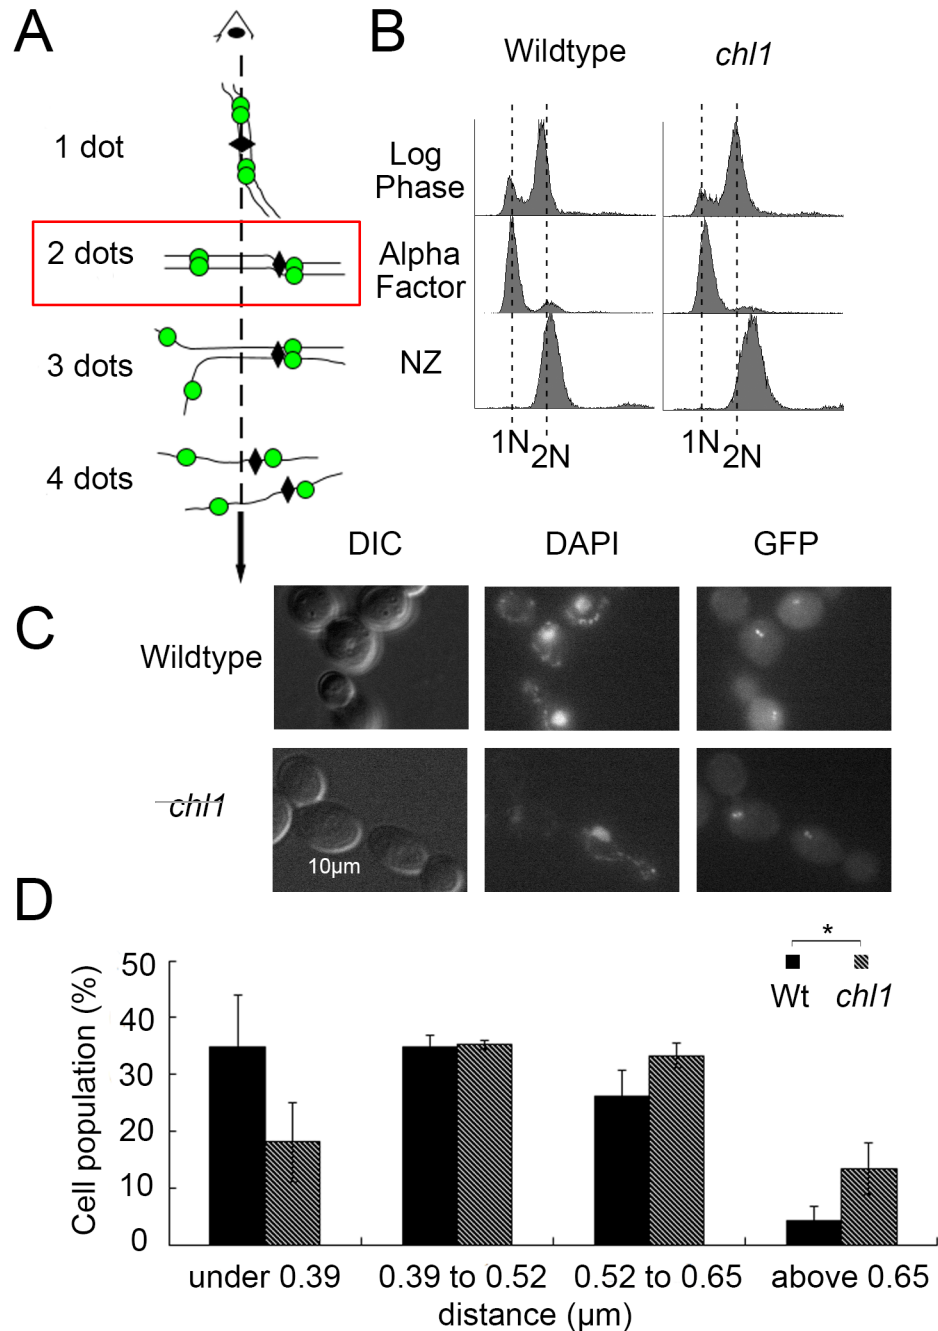 A
1 dot
2 dots
3 dots
4 dots
B
Wildtype
chl1
Log
Phase
Alpha
Factor
NZ
1N
2N
1N
2N
C
DIC
DAPI
GFP
Wildtype
chl1
10µm
D
Cell population (%)
50
40
30
20
10
0
*
Wt
chl1
under 0.39
0.39 to 0.52
0.52 to 0.65
above 0.65
distance (µm)